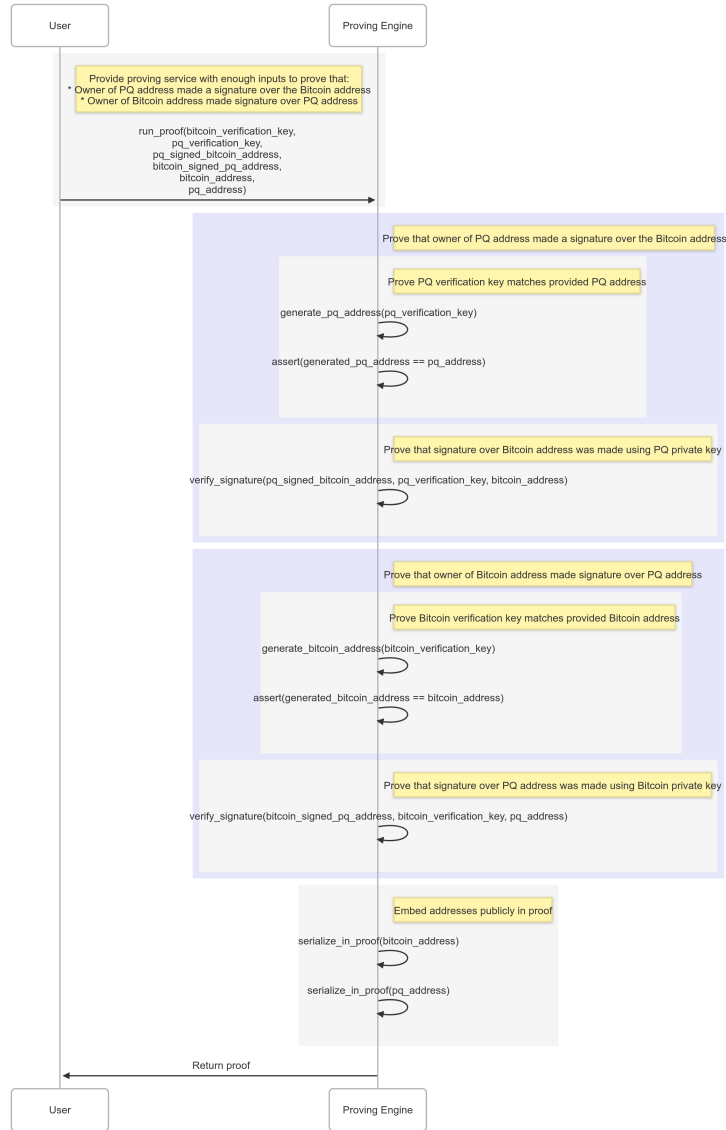 User
Proving Engine
Provide proving service with enough inputs to prove that:
* Owner of PQ address made a signature over the Bitcoin address
* Owner of Bitcoin address made signature over PQ address
run_proof(bitcoin_verification_key,
pq_verification_key,
pq_signed_bitcoin_address,
bitcoin_signed_pq_address,
bitcoin_address,
pq_address)
Prove that owner of PQ address made a signature over the Bitcoin address
Prove PQ verification key matches provided PQ address
generate_pq_address(pq_verification_key)
assert(generated_pq_address == pq_address)
Prove that signature over Bitcoin address was made using PQ private key
verify_signature(pq_signed_bitcoin_address, pq_verification_key, bitcoin_address)
Prove that owner of Bitcoin address made signature over PQ address
Prove Bitcoin verification key matches provided Bitcoin address
generate_bitcoin_address(bitcoin_verification_key)
assert(generated_bitcoin_address == bitcoin_address)
Prove that signature over PQ address was made using Bitcoin private key
verify_signature(bitcoin_signed_pq_address, bitcoin_verification_key, pq_address)
Embed addresses publicly in proof
serialize_in_proof(bitcoin_address)
serialize_in_proof(pq_address)
Return proof
User
Proving Engine